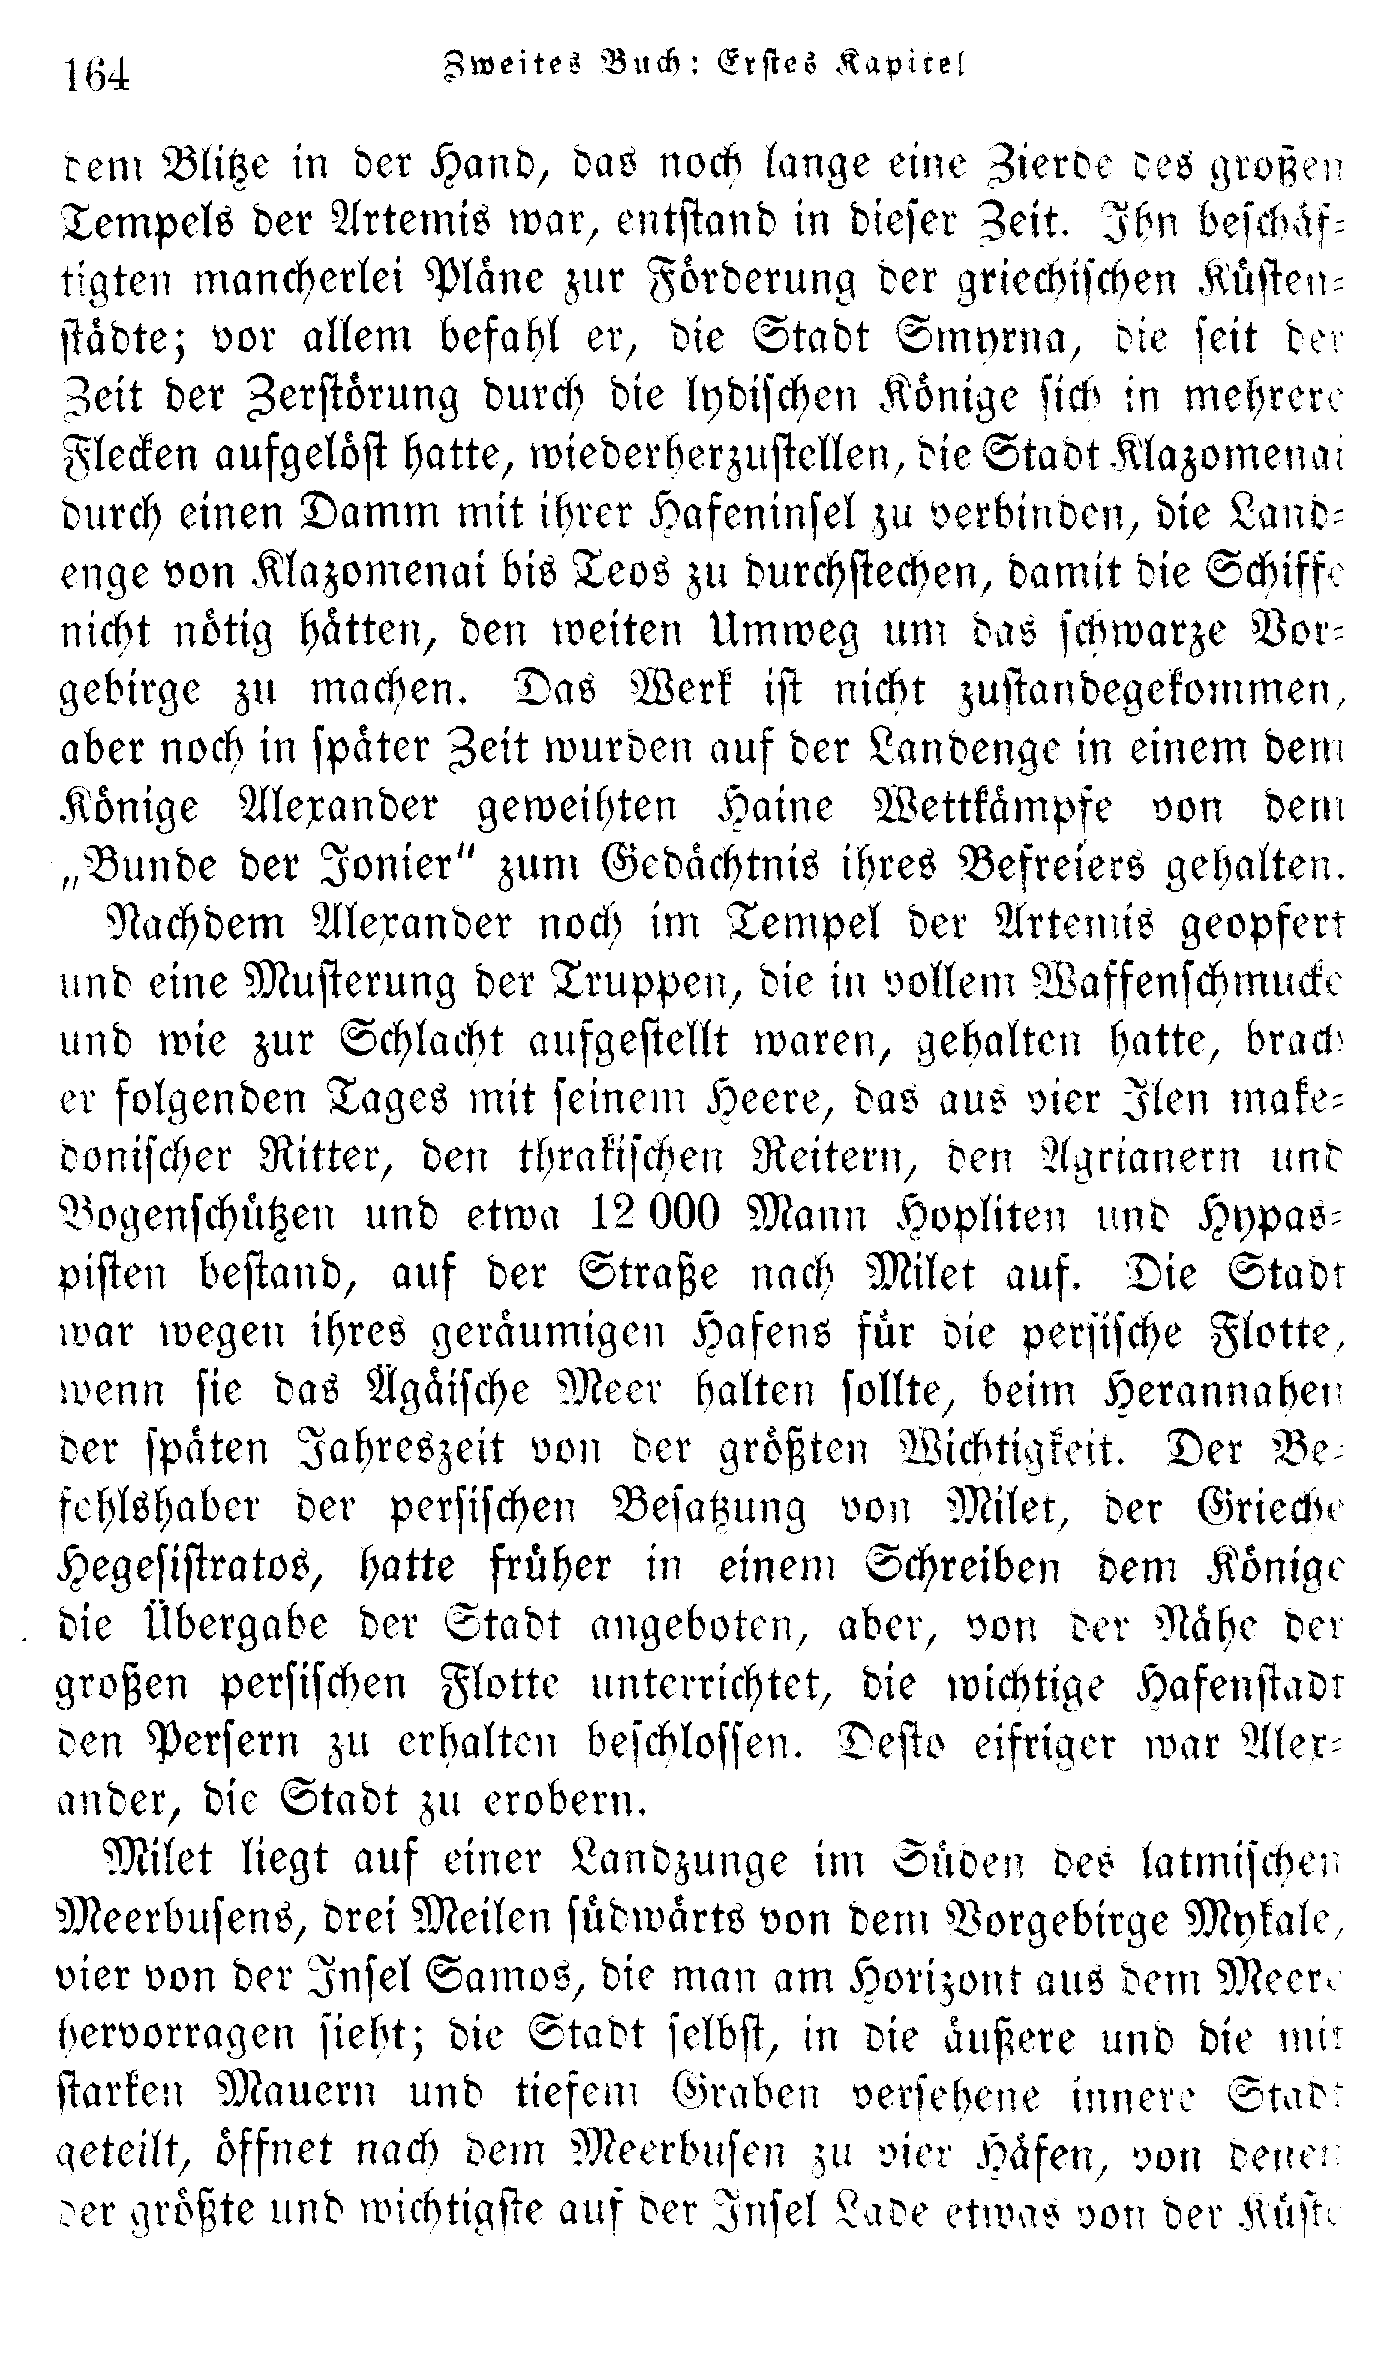 164
Zweites Buch: Erstes Kapitel
dem Blitze in der Hand, das noch lange eine Zierde des großen
Tempels der Artemis war, entstand in dieser Zeit. Ihn beschäf-
tigten mancherlei Pläne zur Förderung der griechischen Küsten-
städte; vor allem befahl er, die Stadt Smyrna, die seit der
Zeit der Zerstörung durch die lydischen Könige sich in mehrere
Flecken aufgelöst hatte, wiederherzustellen, die Stadt Klazomenai
durch einen Damm mit ihrer Hafeninsel zu verbinden, die Land-
enge von Klazomenai bis Teos zu durchstechen, damit die Schiffe
nicht nötig hätten, den weiten Umweg um das schwarze Vor-
gebirge zu machen. Das Werk ist nicht zustandegekommen,
aber noch in später Zeit wurden auf der Landenge in einem dem
Könige Alexander geweihten Haine Wettkämpfe von dem
„Bunde der Jonier“ zum Gedächtnis ihres Befreiers gehalten.
Nachdem Alexander noch im Tempel der Artemis geopfert
und eine Musterung der Truppen, die in vollem Waffenschmucke
und wie zur Schlacht aufgestellt waren, gehalten hatte, brach
er folgenden Tages mit seinem Heere, das aus vier Ilen make-
donischer Ritter, den thrakischen Reitern, den Agrianern und
Bogenschützen und etwa 12 000 Mann Hopliten und Hypas-
pisten bestand, auf der Straße nach Milet auf. Die Stadt
war wegen ihres geräumigen Hafens für die persische Flotte,
wenn sie das Ägäische Meer halten sollte, beim Herannahen
der späten Jahreszeit von der größten Wichtigkeit. Der Be-
fehlshaber der persischen Besatzung von Milet, der Grieche
Hegesistratos, hatte früher in einem Schreiben dem Könige
die Übergabe der Stadt angeboten, aber, von der Nähe der
großen persischen Flotte unterrichtet, die wichtige Hafenstadt
den Persern zu erhalten beschlossen. Desto eifriger war Alex-
ander, die Stadt zu erobern.
Milet liegt auf einer Landzunge im Süden des latmischen
Meerbusens, drei Meilen südwärts von dem Vorgebirge Mykale,
vier von der Insel Samos, die man am Horizont aus dem Meere
hervorragen sieht; die Stadt selbst, in die äußere und die mit
starken Mauern und tiefem Graben versehene innere Stadt
geteilt, öffnet nach dem Meerbusen zu vier Häfen, von denen
der größte und wichtigste auf der Insel Lade etwas von der Küste